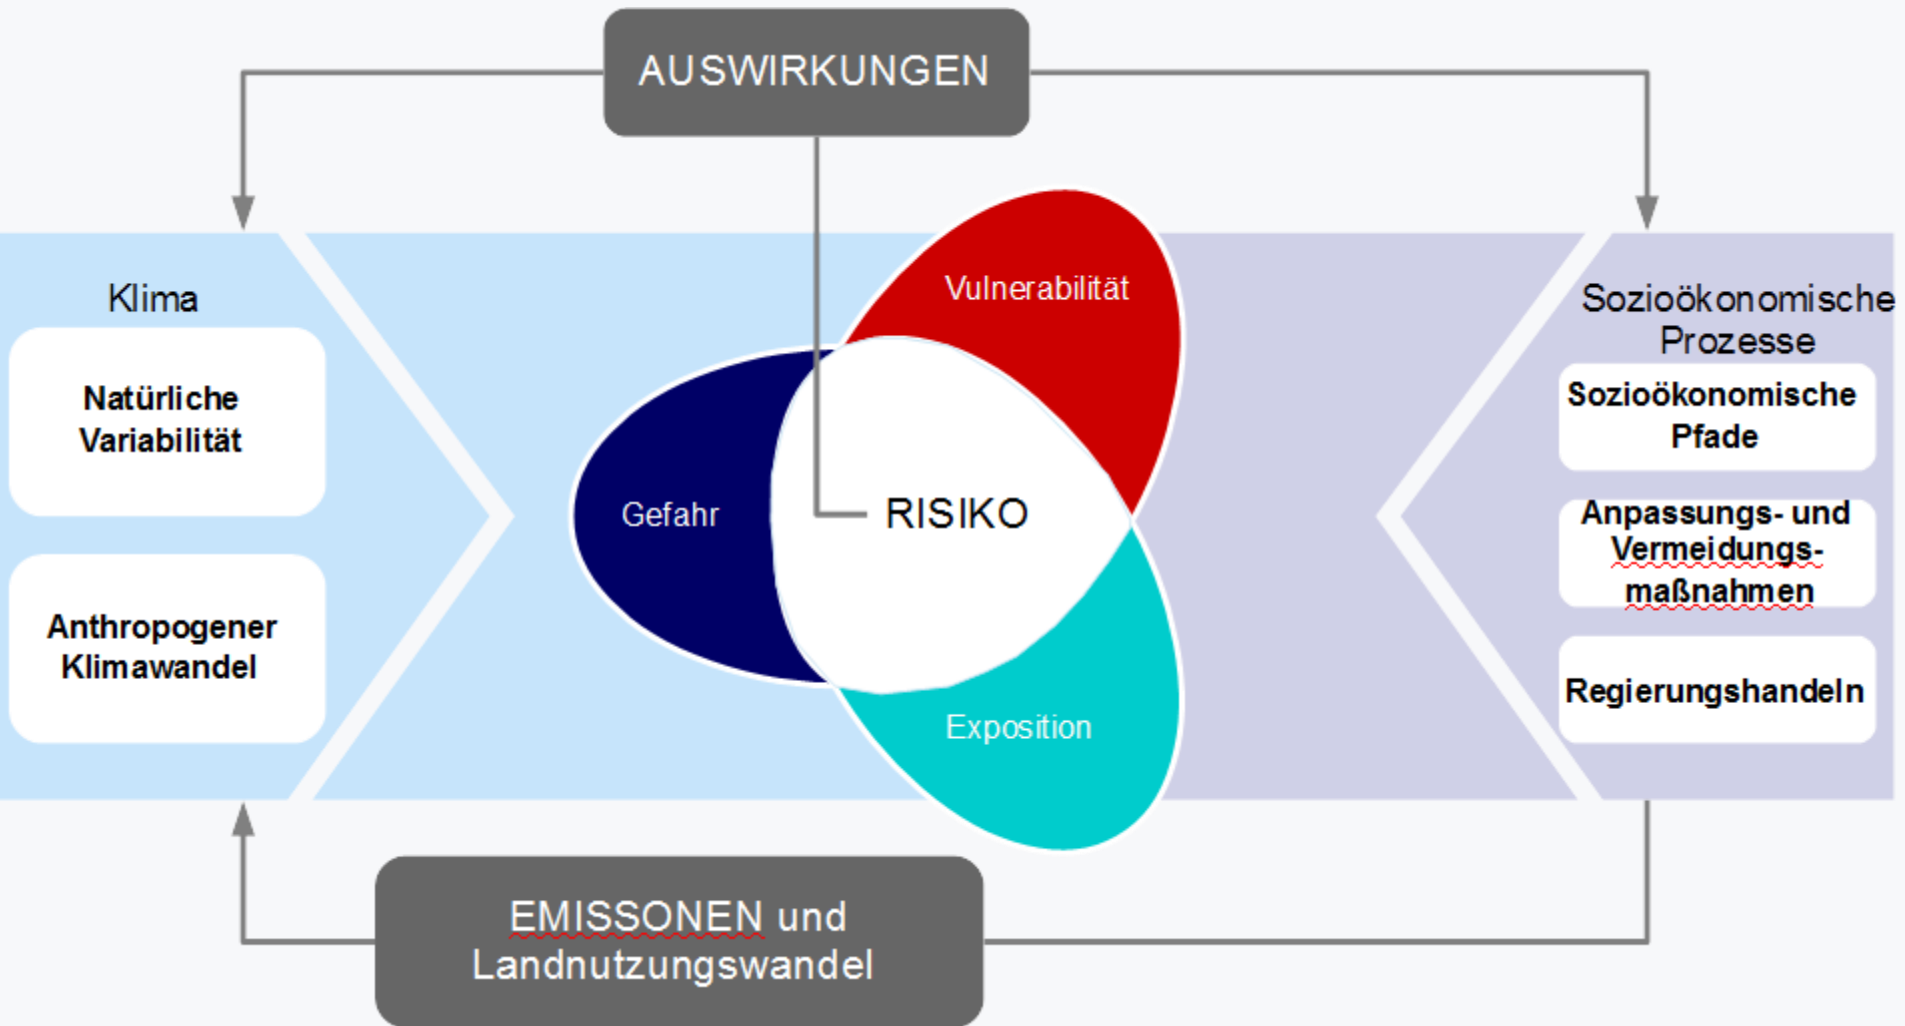 AUSWIRKUNGEN
Klima
Natürliche
Variabilität
Anthropogener
Klimawandel
Vulnerabilität
Gefahr
RISIKO
Exposition
Sozioökonomische
Prozesse
Sozioökonomische
Pfade
Anpassungs- und
Vermeidungs-
maßnahmen
Regierungshandeln
EMISSONEN und
Landnutzungswandel